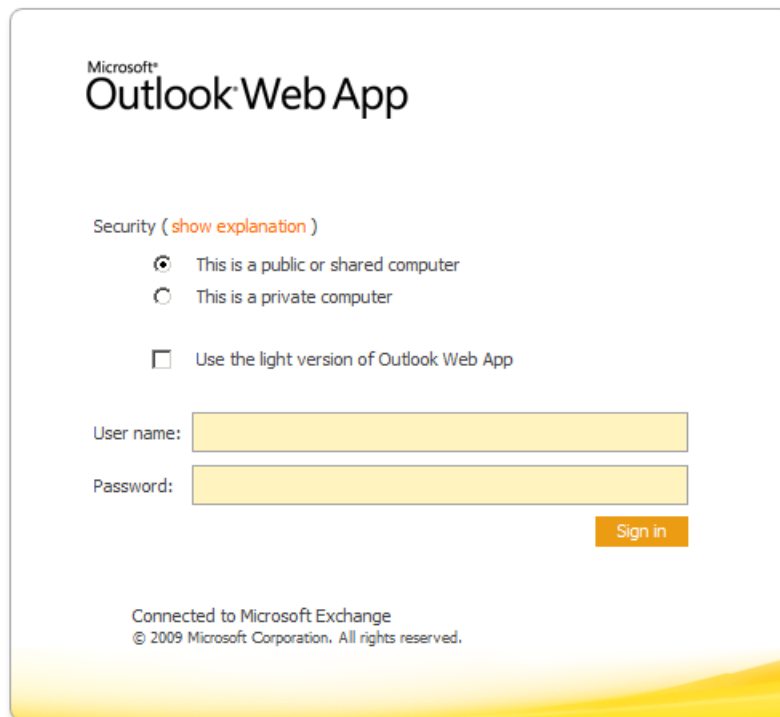 Microsoft®
Outlook® Web App
Security ( show explanation )
This is a public or shared computer
This is a private computer
Use the light version of Outlook Web App
User name:
Password:
Sign in
Connected to Microsoft Exchange
© 2009 Microsoft Corporation. All rights reserved.